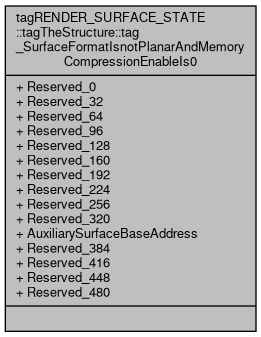 tagRENDER_SURFACE_STATE
::tagTheStructure::tag
_SurfaceFormatIsnotPlanarAndMemory
CompressionEnableIs0
+ Reserved_0
+ Reserved_32
+ Reserved_64
+ Reserved_96
+ Reserved_128
+ Reserved_160
+ Reserved_192
+ Reserved_224
+ Reserved_256
+ Reserved_320
+ AuxiliarySurfaceBaseAddress
+ Reserved_384
+ Reserved_416
+ Reserved_448
+ Reserved_480